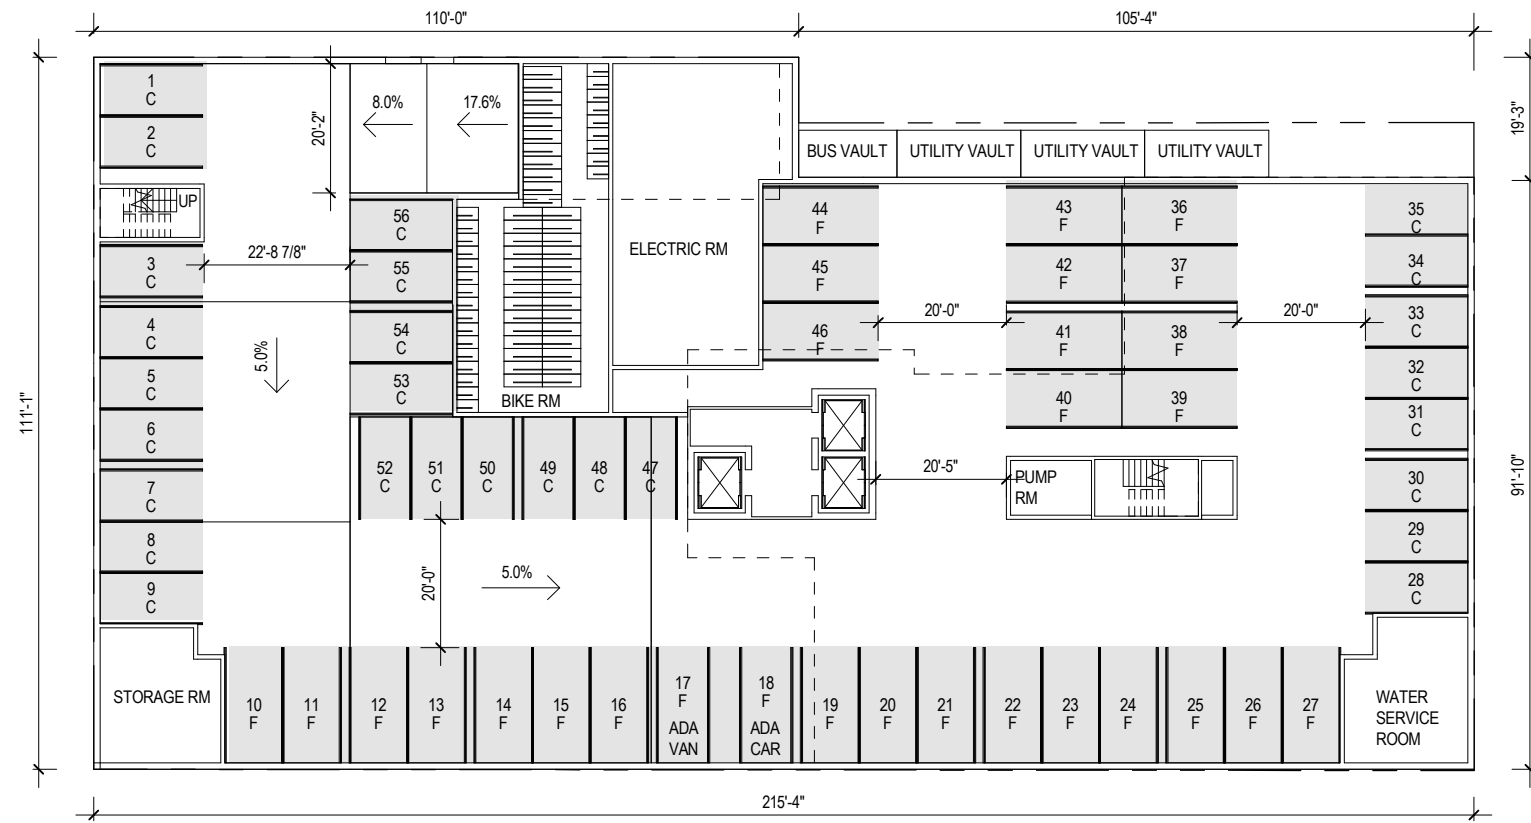 110'-0"
105'-4"
1
C
2
C
UP
3
C
4
C
5
C
6
C
7
C
8
C
9
C
111'-1"
22'-8 7/8"
5.0%
20'-2"
8.0%
17.6%
56
C
55
C
54
C
53
C
BIKE RM
ELECTRIC RM
BUS VAULT
UTILITY VAULT
UTILITY VAULT
UTILITY VAULT
19'-3"
44
F
45
F
46
F
20'-0"
43
F
42
F
41
F
40
F
36
F
37
F
38
F
39
F
20'-0"
35
C
34
C
33
C
32
C
31
C
30
C
29
C
28
C
91'-10"
52
C
51
C
50
C
49
C
48
C
47
C
20'-5"
PUMP
RM
20'-0"
5.0%
STORAGE RM
10
F
11
F
12
F
13
F
14
F
15
F
16
F
17
F
ADA
VAN
18
F
ADA
CAR
19
F
20
F
21
F
22
F
23
F
24
F
25
F
26
F
27
F
WATER
SERVICE
ROOM
215'-4"